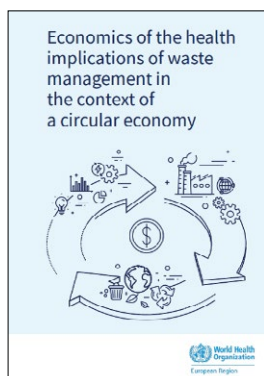 Economics of the health
implications of waste
management in
the context of
a circular economy
$
World Health
Organization
European Region